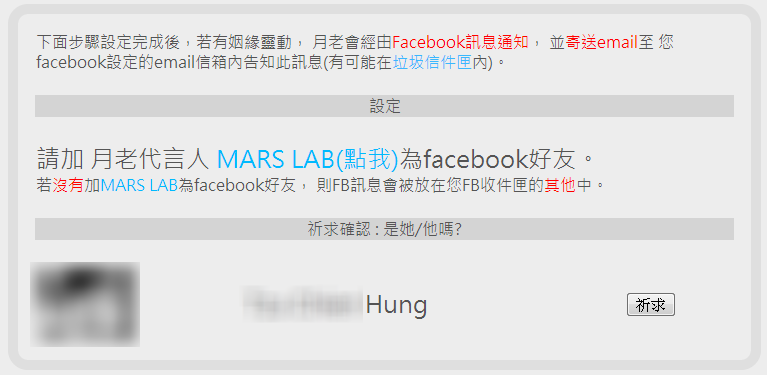 下面步驟設定完成後，若有姻緣靈動， 月老會經由Facebook訊息通知， 並寄送email至 您
facebook設定的email信箱內告知此訊息(有可能在垃圾信件匣內)。
設定
請加 月老代言人 MARS LAB(點我)為facebook好友。
若沒有加MARS LAB為facebook好友， 則FB訊息會被放在您FB收件匣的其他中。
祈求確認 : 是她/他嗎?
Hung
祈求